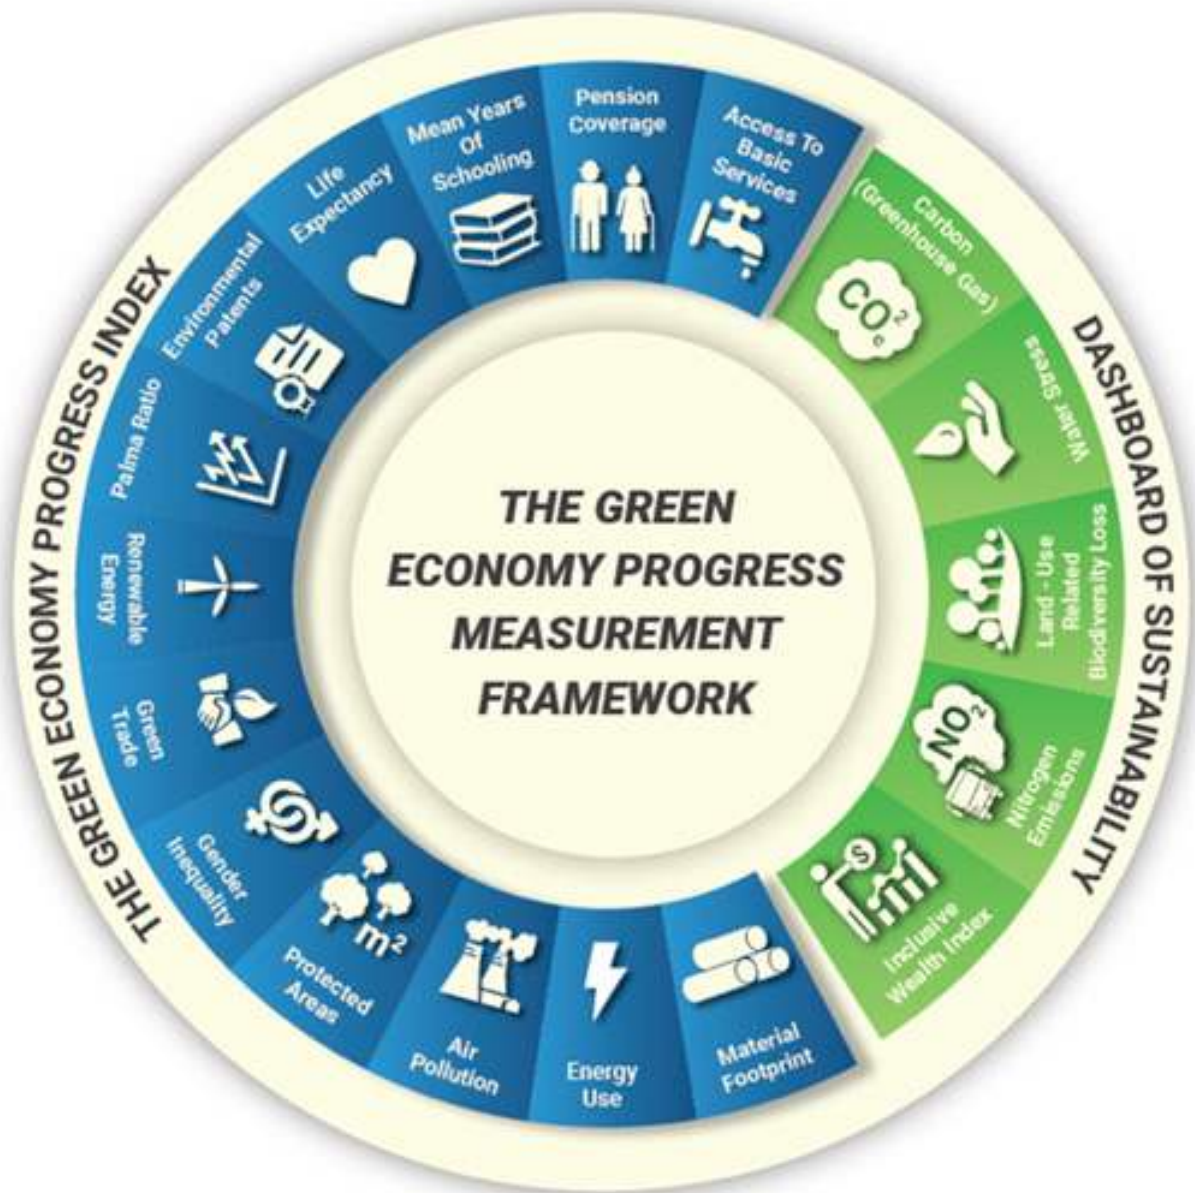 THE GREEN
ECONOMY PROGRESS
MEASUREMENT
FRAMEWORK
THE GREEN ECONOMY PROGRESS INDEX
Access To
Basic
Services
Pension
Coverage
Mean Years
Of
Schooling
Life
Expectancy
Environmental
Patents
Palma Ratio
Renewable
Energy
Green
Trade
Gender
Inequality
Protected
Areas
m²
Air
Pollution
Energy
Use
Material
Footprint
DASHBOARD OF SUSTAINABILITY
Carbon
(Greenhouse Gas)
CO²e
Water Stress
Land - Use
Related
Biodiversity Loss
NO₂
Nitrogen
Emissions
$
Inclusive
Wealth Index